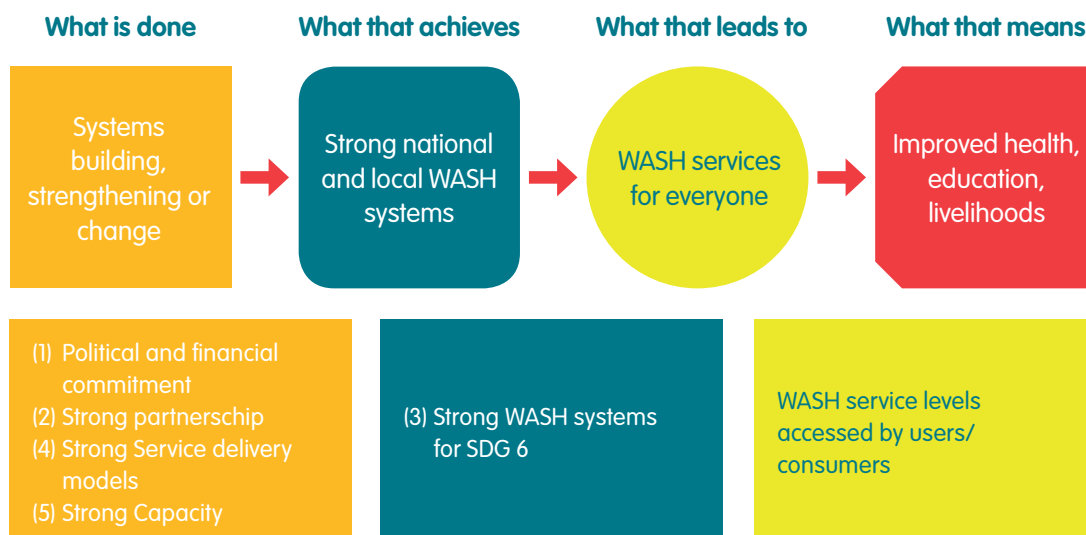 What is done
What that achieves
What that leads to
What that means
Systems
building,
strengthening or
change
Strong national
and local WASH
systems
WASH services
for everyone
Improved health,
education,
livelihoods
(1) Political and financial
commitment
(2) Strong partnerschip
(4) Strong Service delivery
models
(5) Strong Capacity
(3) Strong WASH systems
for SDG 6
WASH service levels
accessed by users/
consumers